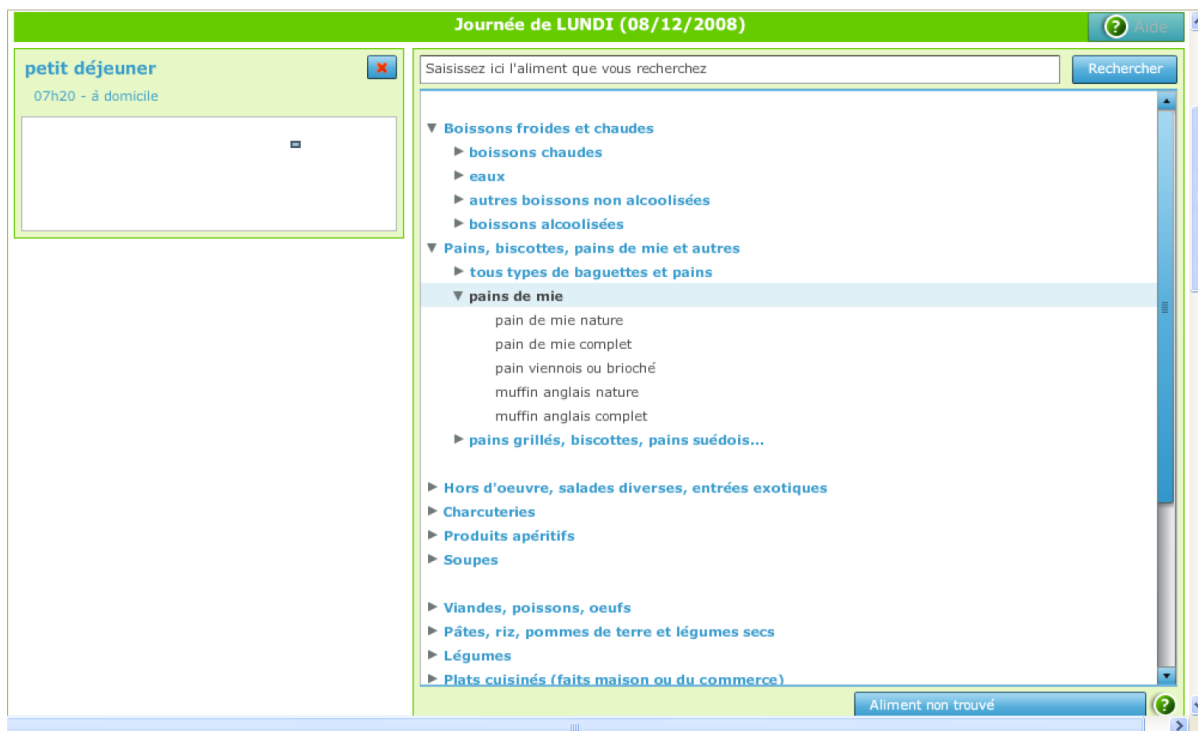 Journée de LUNDI (08/12/2008)
Aide
petit déjeuner
07h20 - á domicile
Saisissez ici l'aliment que vous recherchez
Rechercher
Boissons froides et chaudes
boissons chaudes
eaux
autres boissons non alcoolisées
boissons alcoolisées
Pains, biscottes, pains de mie et autres
tous types de baguettes et pains
pains de mie
pain de mie nature
pain de mie complet
pain viennois ou brioché
muffin anglais nature
muffin anglais complet
pains grillés, biscottes, pains suédois...
Hors d'oeuvre, salades diverses, entrées exotiques
Charcuteries
Produits apéritifs
Soupes
Viandes, poissons, oeufs
Pâtes, riz, pommes de terre et légumes secs
Légumes
Plats cuisinés (faits maison ou du commerce)
Aliment non trouvé